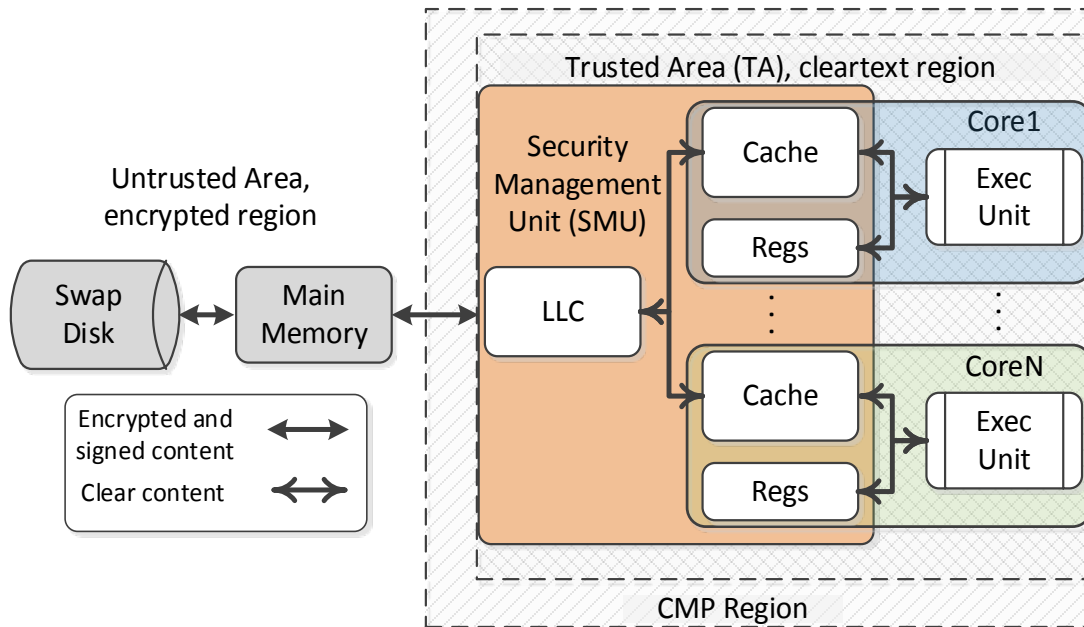 Trusted Area (TA), cleartext region
Untrusted Area,
encrypted region
Security
Management
Unit (SMU)
Core1
Cache
Exec
Unit
Regs
Swap
Disk
Main
Memory
LLC
CoreN
Cache
Exec
Unit
Regs
Encrypted and
signed content
Clear content
CMP Region